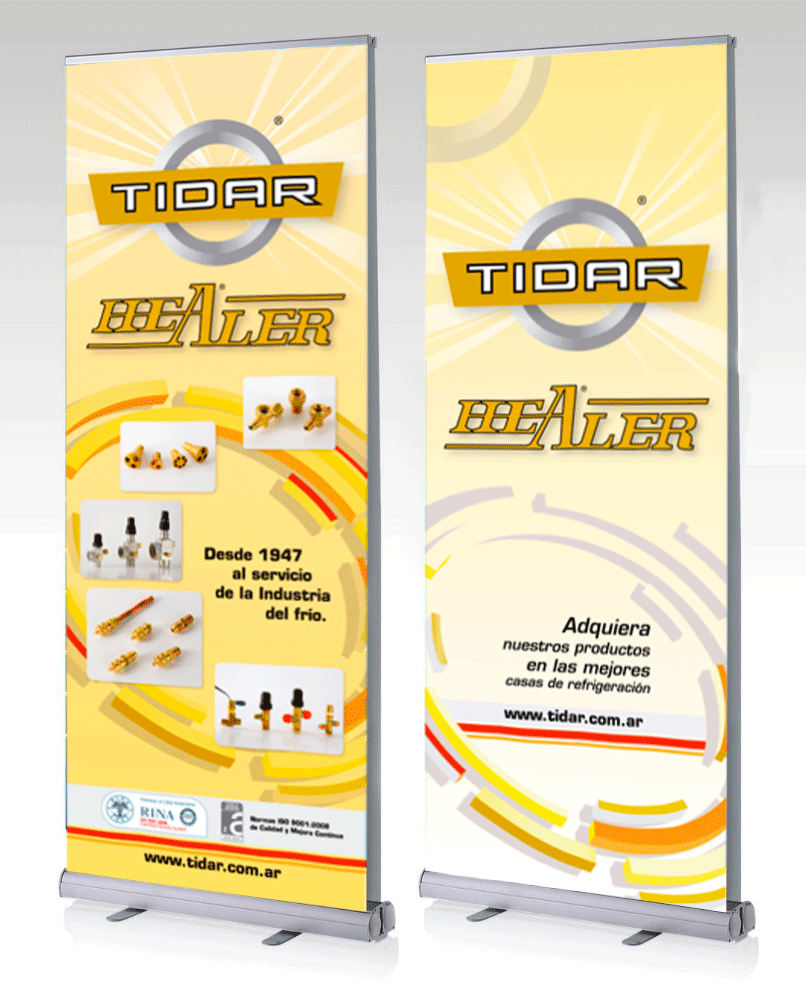 ®
TIDAR
HEALER
®
Desde 1947
al servicio
de la Industria
del frío.
RINA
Normas ISO 9001:2008
de Calidad y Mejora Continua
www.tidar.com.ar
®
TIDAR
HEALER
®
Adquiera
nuestros productos
en las mejores
casas de refrigeración
www.tidar.com.ar